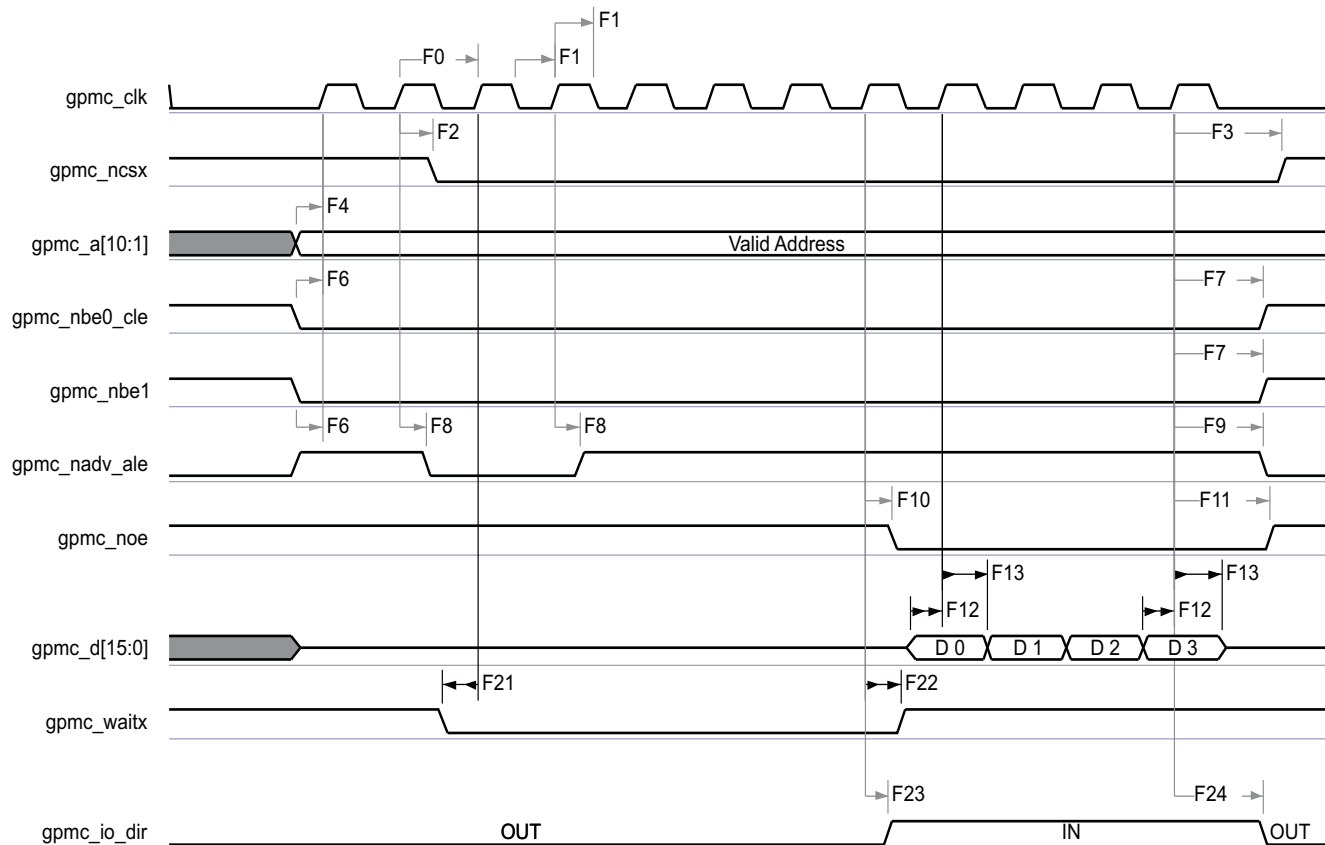 F1
F0 F1
gpmc_clk
F2 F3
gpmc_ncsx
F4
gpmc_a[10:1] Valid Address
F6 F7
gpmc_nbe0_cle
F7
gpmc_nbe1
F6 F8 F8 F9
gpmc_nadv_ale
F10 F11
gpmc_noe
F13 F13
F12 F12
gpmc_d[15:0] D 0 D 1 D 2 D 3
F21 F22
gpmc_waitx
F23 F24
gpmc_io_dir OUT IN OUT